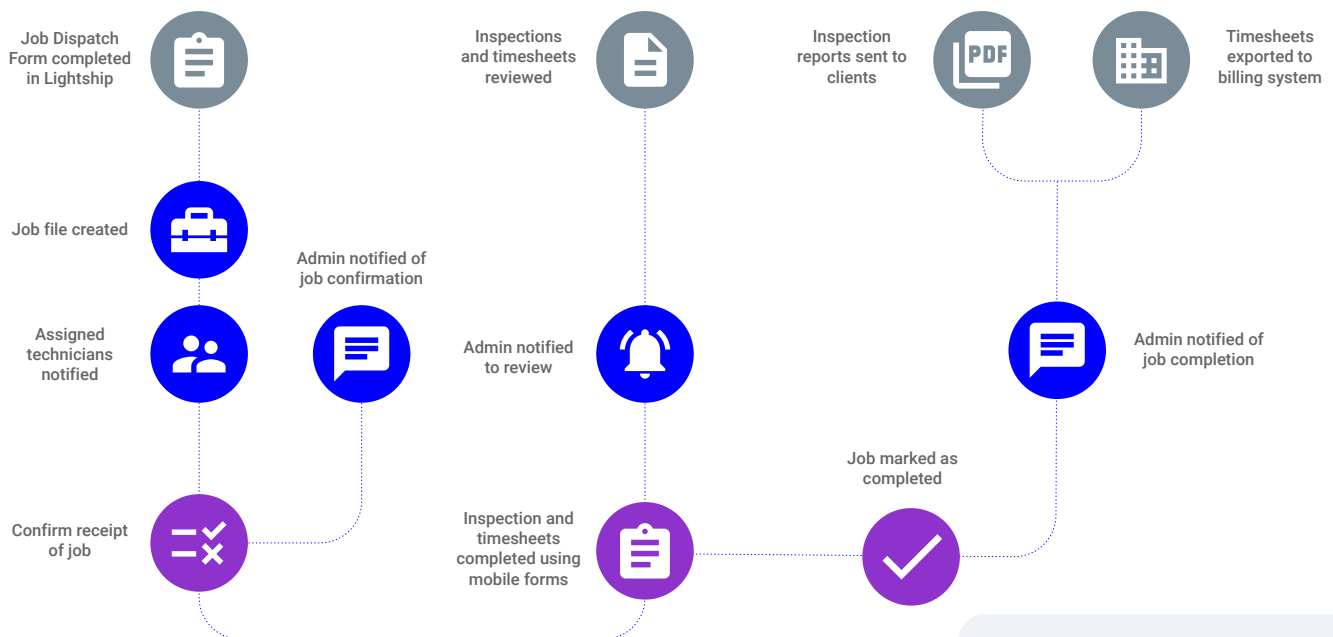 Job Dispatch
Form completed
in Lightship
Inspections
and timesheets
reviewed
Inspection
reports sent to
clients
PDF
Timesheets
exported to
billing system
Job file created
Admin notified of
job confirmation
Assigned
technicians
notified
Admin notified
to review
Admin notified of
job completion
Job marked as
completed
Confirm receipt
of job
Inspection and
timesheets
completed using
mobile forms